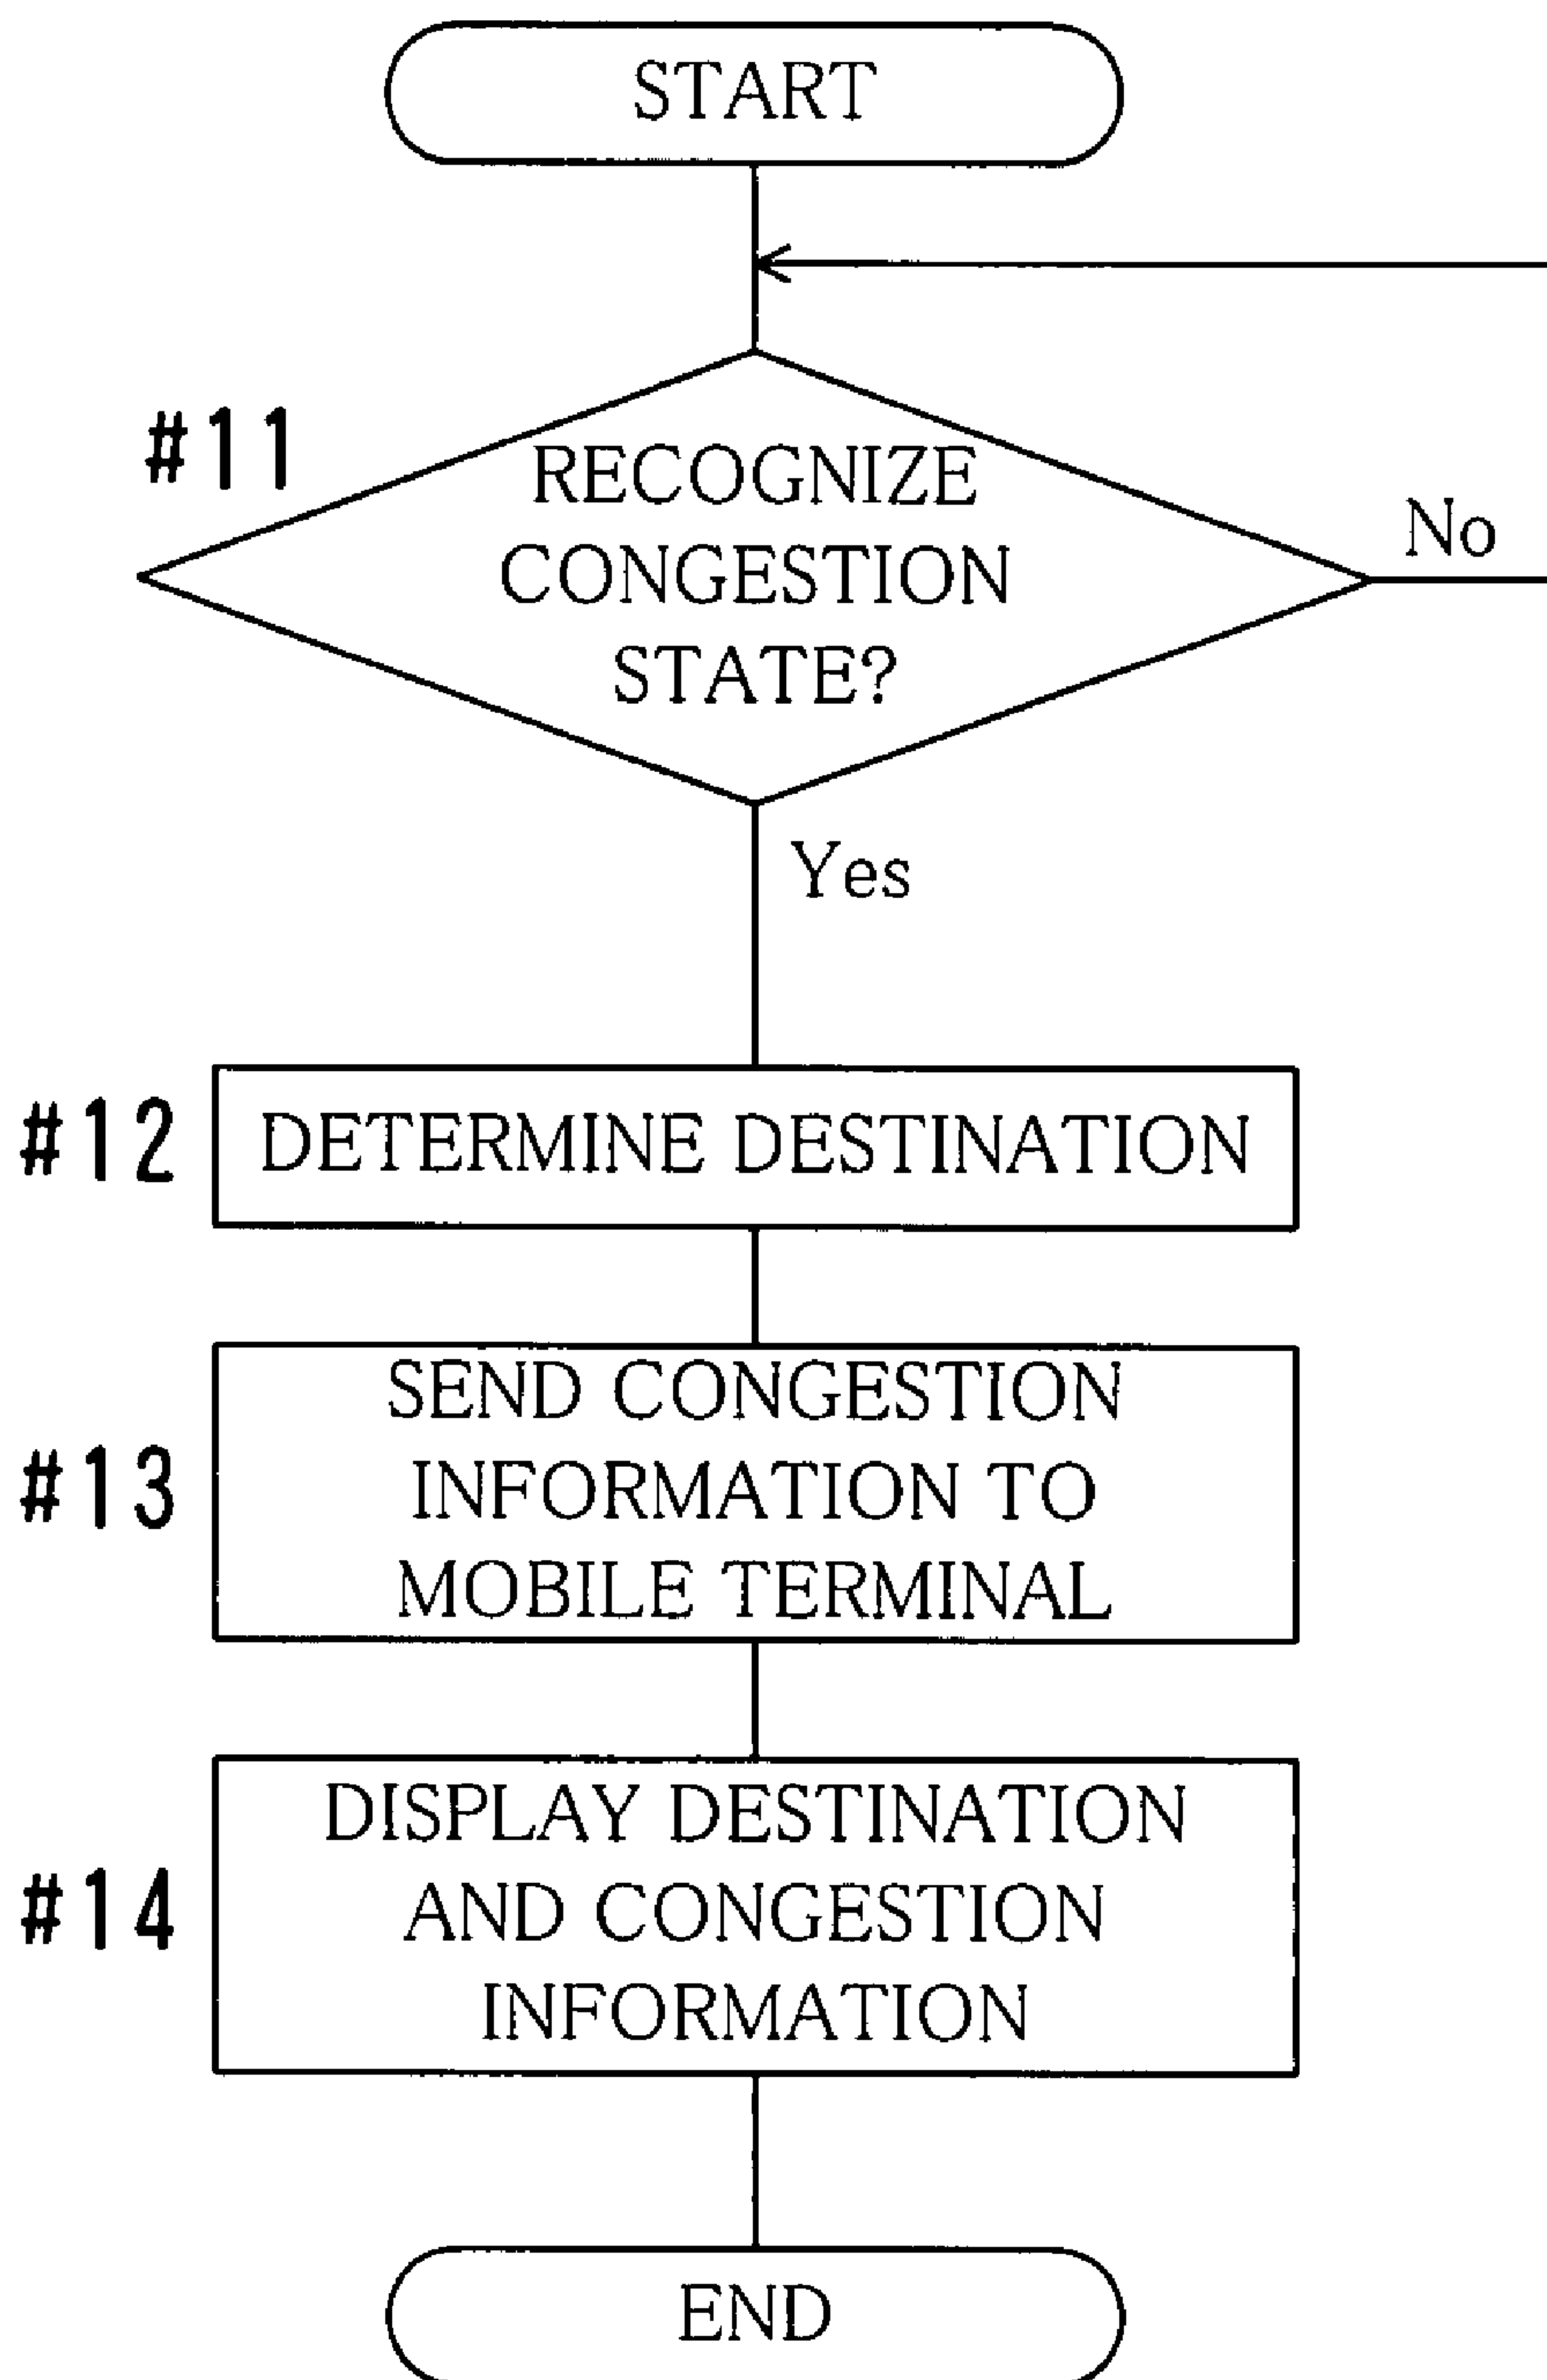 START
#11
RECOGNIZE
CONGESTION
STATE?
No
Yes
#12
DETERMINE DESTINATION
#13
SEND CONGESTION
INFORMATION TO
MOBILE TERMINAL
#14
DISPLAY DESTINATION
AND CONGESTION
INFORMATION
END